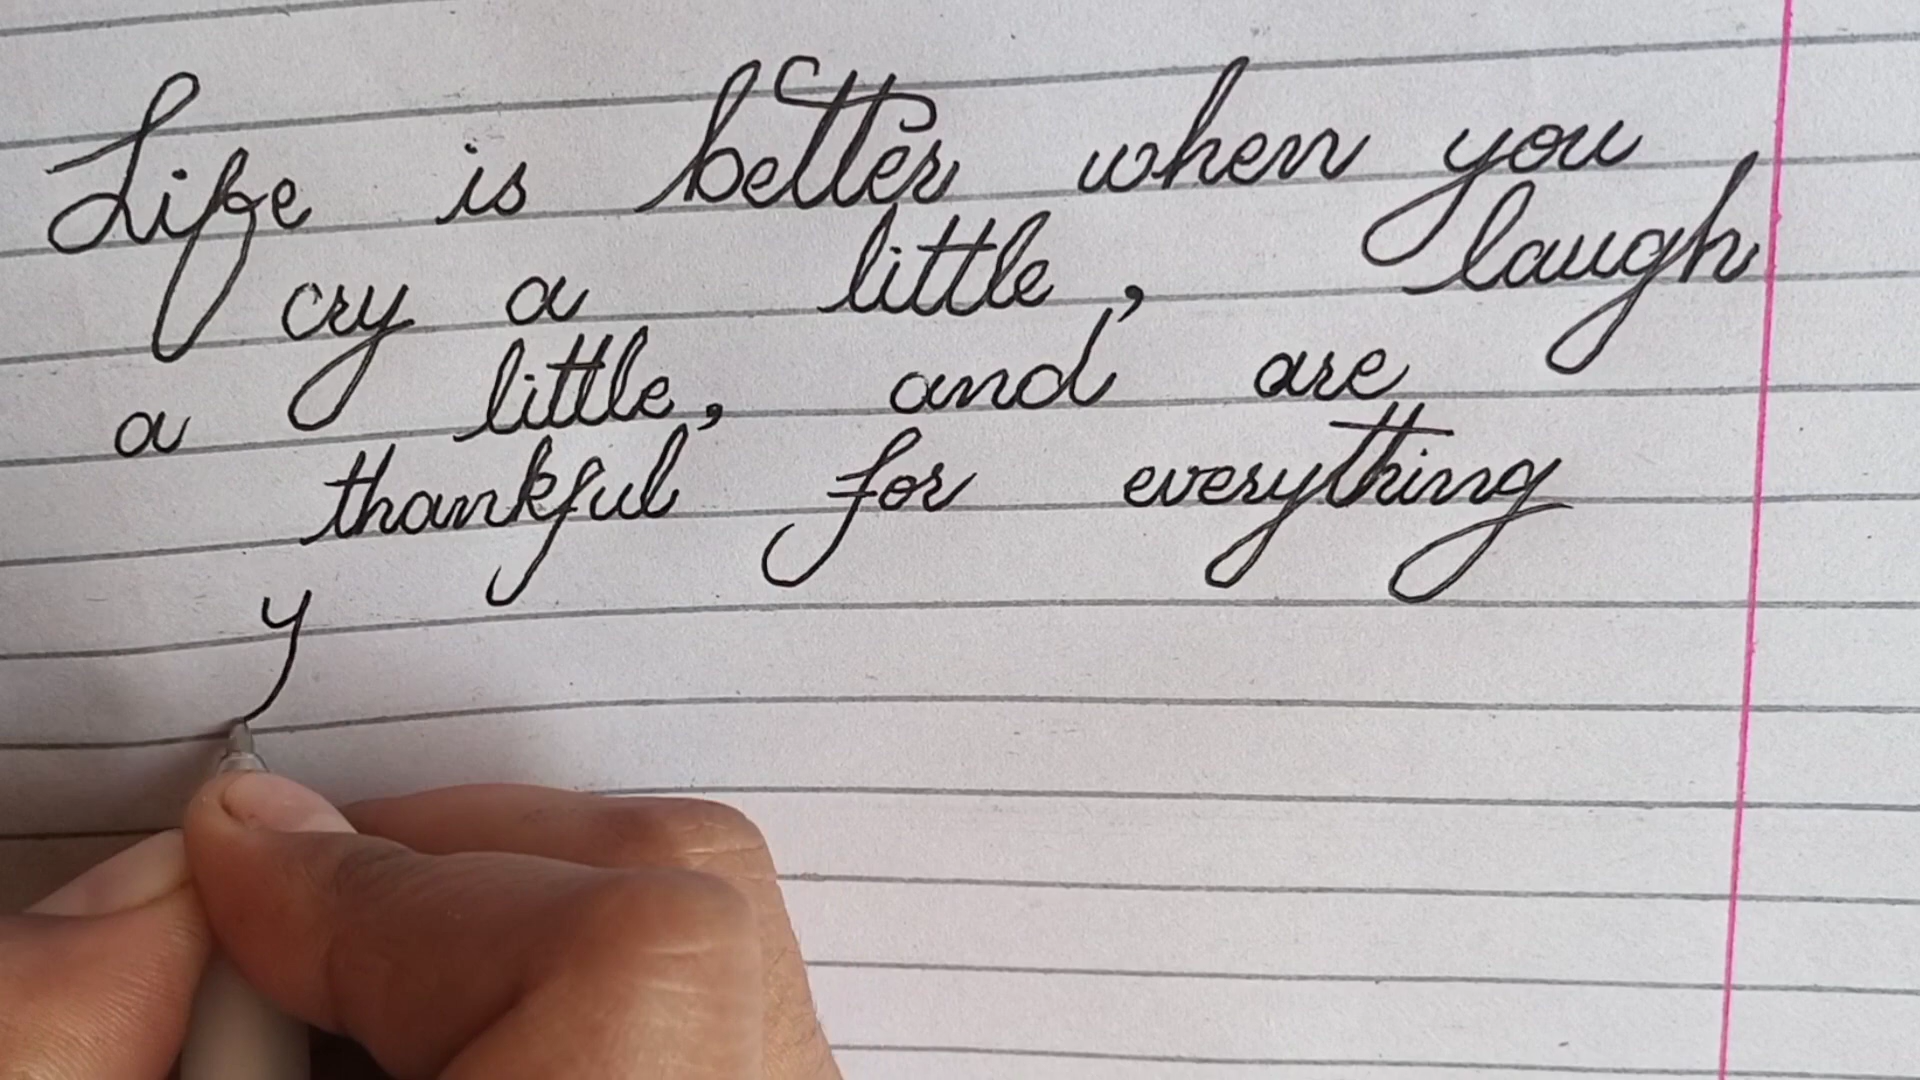 Life is better when you
cry a little, laugh
a little, and are
thankful for everything
y